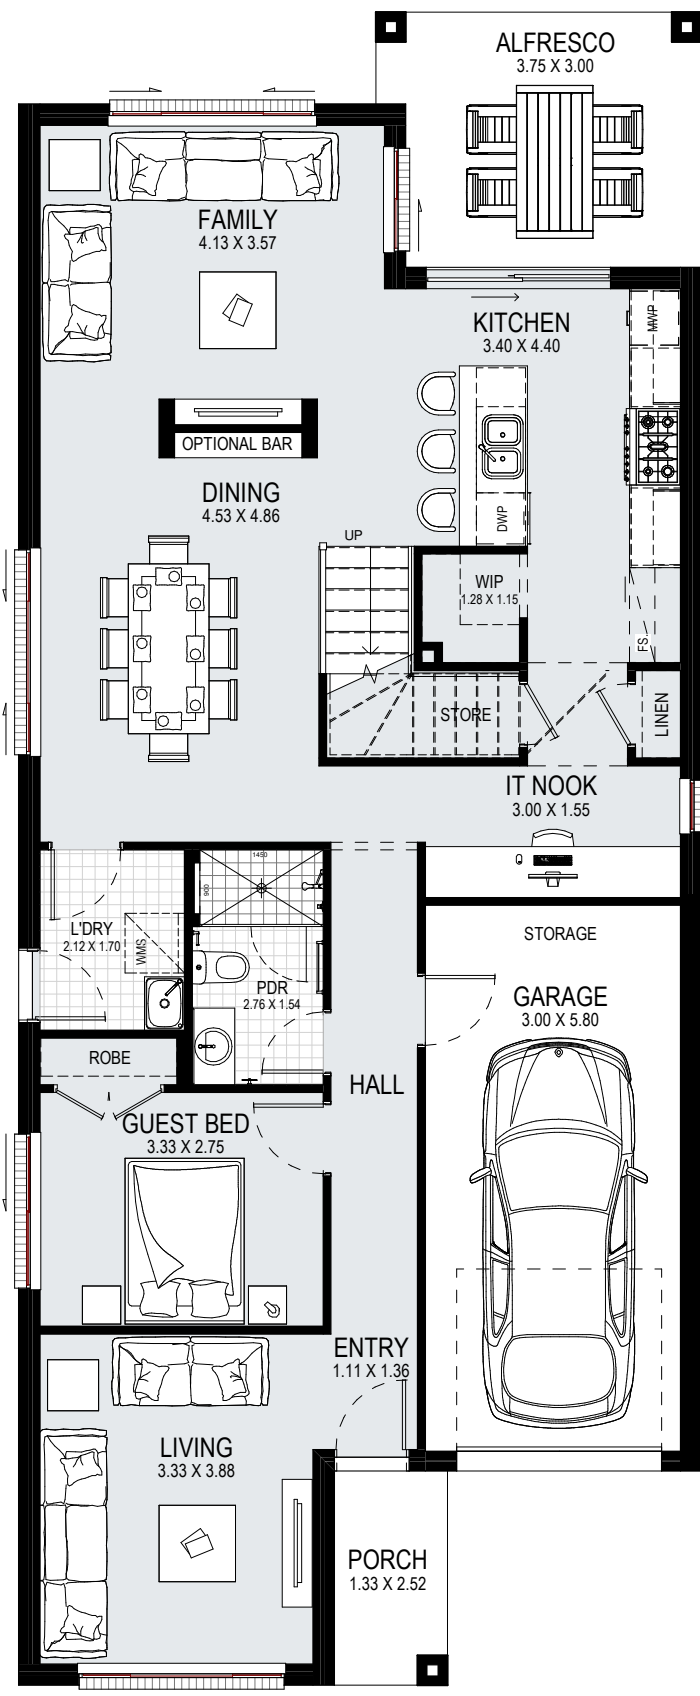 ALFRESCO
3.75 X 3.00
FAMILY
4.13 X 3.57
KITCHEN
3.40 X 4.40
MWP
OPTIONAL BAR
DINING
4.53 X 4.86
DWP
UP
WIP
1.28 X 1.15
FS.
STORE
LINEN
IT NOOK
3.00 X 1.55
1450
900
L'DRY
2.12 X 1.70
WMS
STORAGE
PDR
2.76 X 1.54
GARAGE
3.00 X 5.80
ROBE
HALL
GUEST BED
3.33 X 2.75
ENTRY
1.11 X 1.36
LIVING
3.33 X 3.88
PORCH
1.33 X 2.52